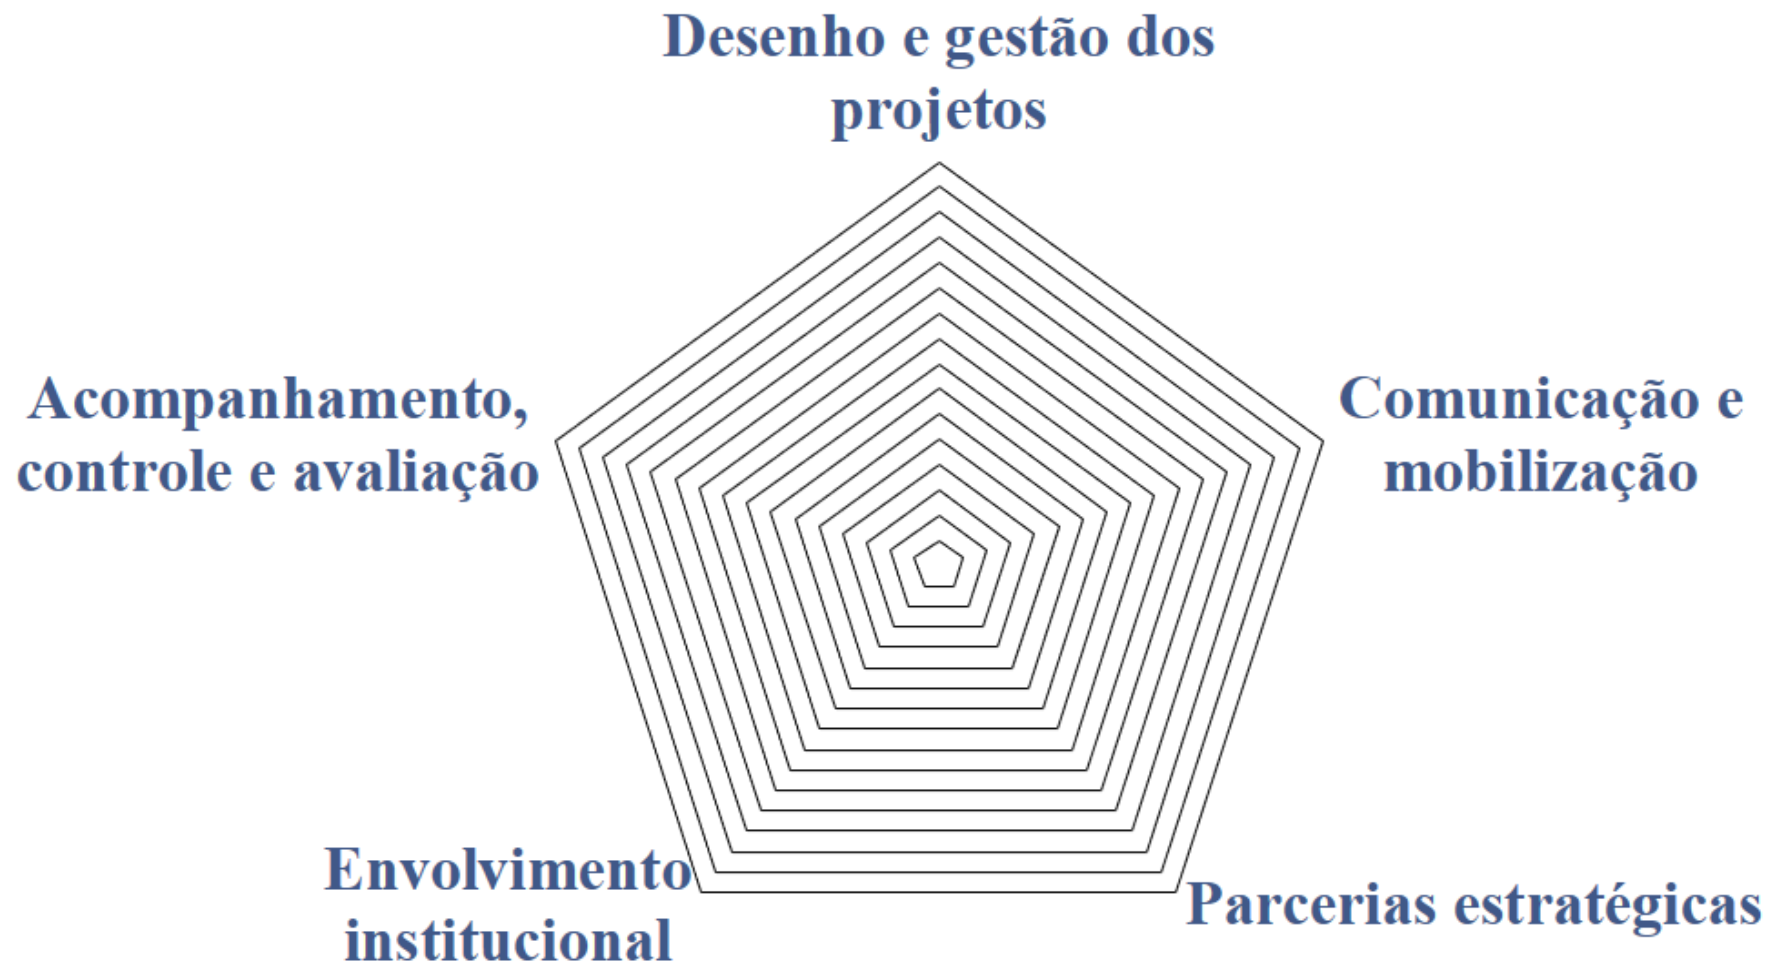 Desenho e gestão dos
projetos
Acompanhamento,
controle e avaliação
Comunicação e
mobilização
Envolvimento
institucional
Parcerias estratégicas